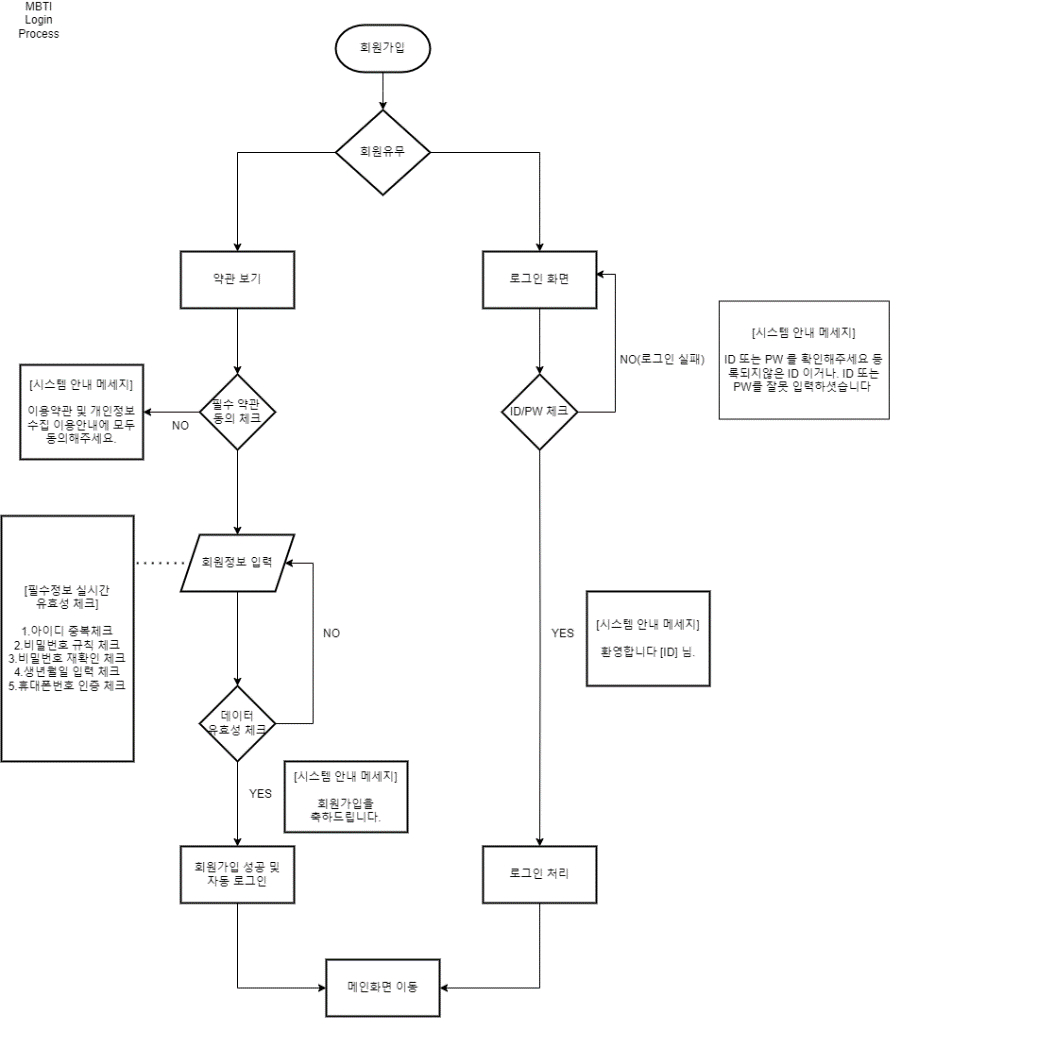 MBTI
Login
Process
회원가입
회원유무
약관 보기
로그인 화면
[시스템 안내 메세지]
ID 또는 PW 를 확인해주세요 등
록되지않은 ID 이거나. ID 또는
PW를 잘못 입력하셧습니다
NO(로그인 실패)
[시스템 안내 메세지]
이용약관 및 개인정보
수집 이용안내에 모두
동의해주세요.
NO
필수 약관
동의 체크
ID/PW 체크
회원정보 입력
[필수정보 실시간
유효성 체크]
1.아이디 중복체크
2.비밀번호 규칙 체크
3.비밀번호 재확인 체크
4.생년월일 입력 체크
5.휴대폰번호 인증 체크
NO
YES
[시스템 안내 메세지]
환영합니다 [ID] 님.
데이터
유효성 체크
YES
[시스템 안내 메세지]
회원가입을
축하드립니다.
회원가입 성공 및
자동 로그인
로그인 처리
메인화면 이동